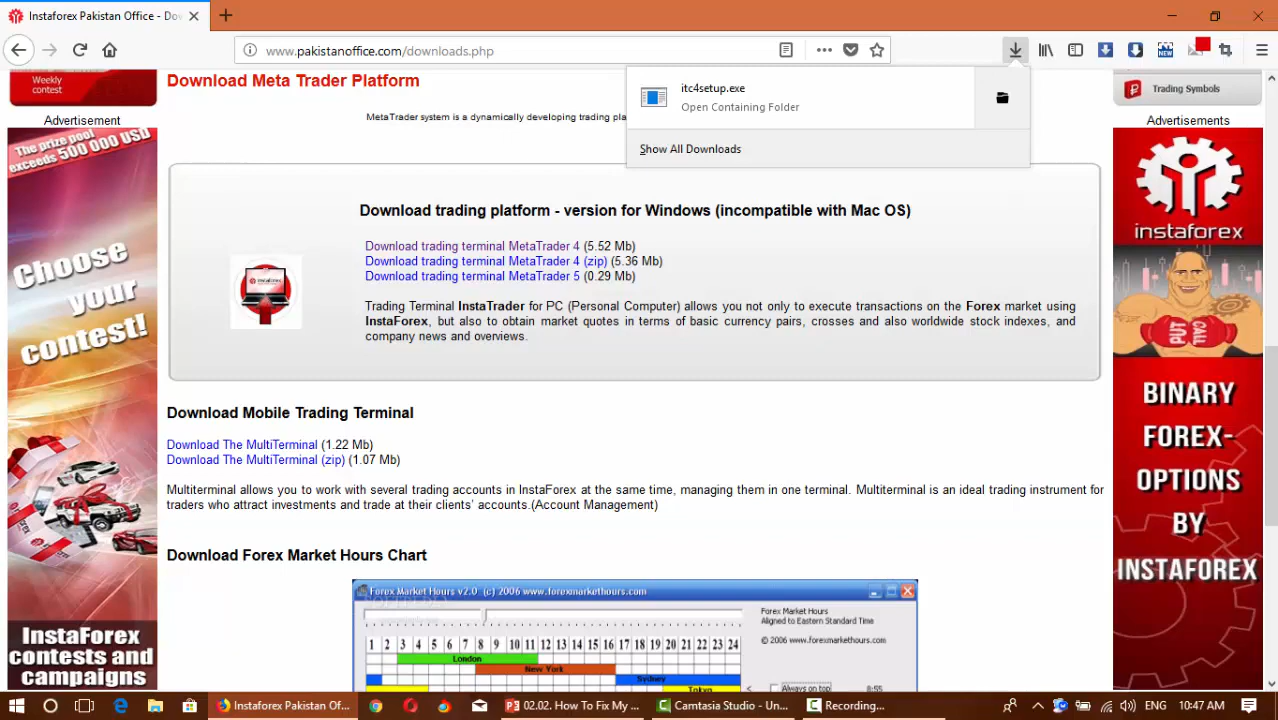 Instaforex Pakistan Office - Do
www.pakistanoffice.com/downloads.php
NEW
itc4setup.exe
Open Containing Folder
Show All Downloads
Weekly
contest
Advertisement
The prize pool
exceeds 500 000 USD
Choose
your
contest!
InstaForex
contests and
campaigns
Download Meta Trader Platform
MetaTrader system is a dynamically developing trading pla
Download trading platform - version for Windows (incompatible with Mac OS)
Download trading terminal MetaTrader 4 (5.52 Mb)
Download trading terminal MetaTrader 4 (zip) (5.36 Mb)
Download trading terminal MetaTrader 5 (0.29 Mb)
Trading Terminal InstaTrader for PC (Personal Computer) allows you not only to execute transactions on the Forex market using
InstaForex, but also to obtain market quotes in terms of basic currency pairs, crosses and also worldwide stock indexes, and
company news and overviews.
Download Mobile Trading Terminal
Download The MultiTerminal (1.22 Mb)
Download The MultiTerminal (zip) (1.07 Mb)
Multiterminal allows you to work with several trading accounts in InstaForex at the same time, managing them in one terminal. Multiterminal is an ideal trading instrument for
traders who attract investments and trade at their clients' accounts.(Account Management)
Download Forex Market Hours Chart
Forex Market Hours v2.0 (c) 2006 www.forexmarkethours.com
Forex Market Hours
Aligned to Eastern Standard Time
© 2006 www.forexmarkethours.com
1 2 3 4 5 6 7 8 9 10 11 12 13 14 15 16 17 18 19 20 21 22 23 24
London
New York
Sydney
Tokyo
< Always on top 8:55
Trading Symbols
Advertisements
instaforex
PUT CALL
BINARY
FOREX-
OPTIONS
BY
INSTAFOREX
Instaforex Pakistan Of...
02.02. How To Fix My ...
Camtasia Studio - Un...
Recording...
ENG
10:47 AM